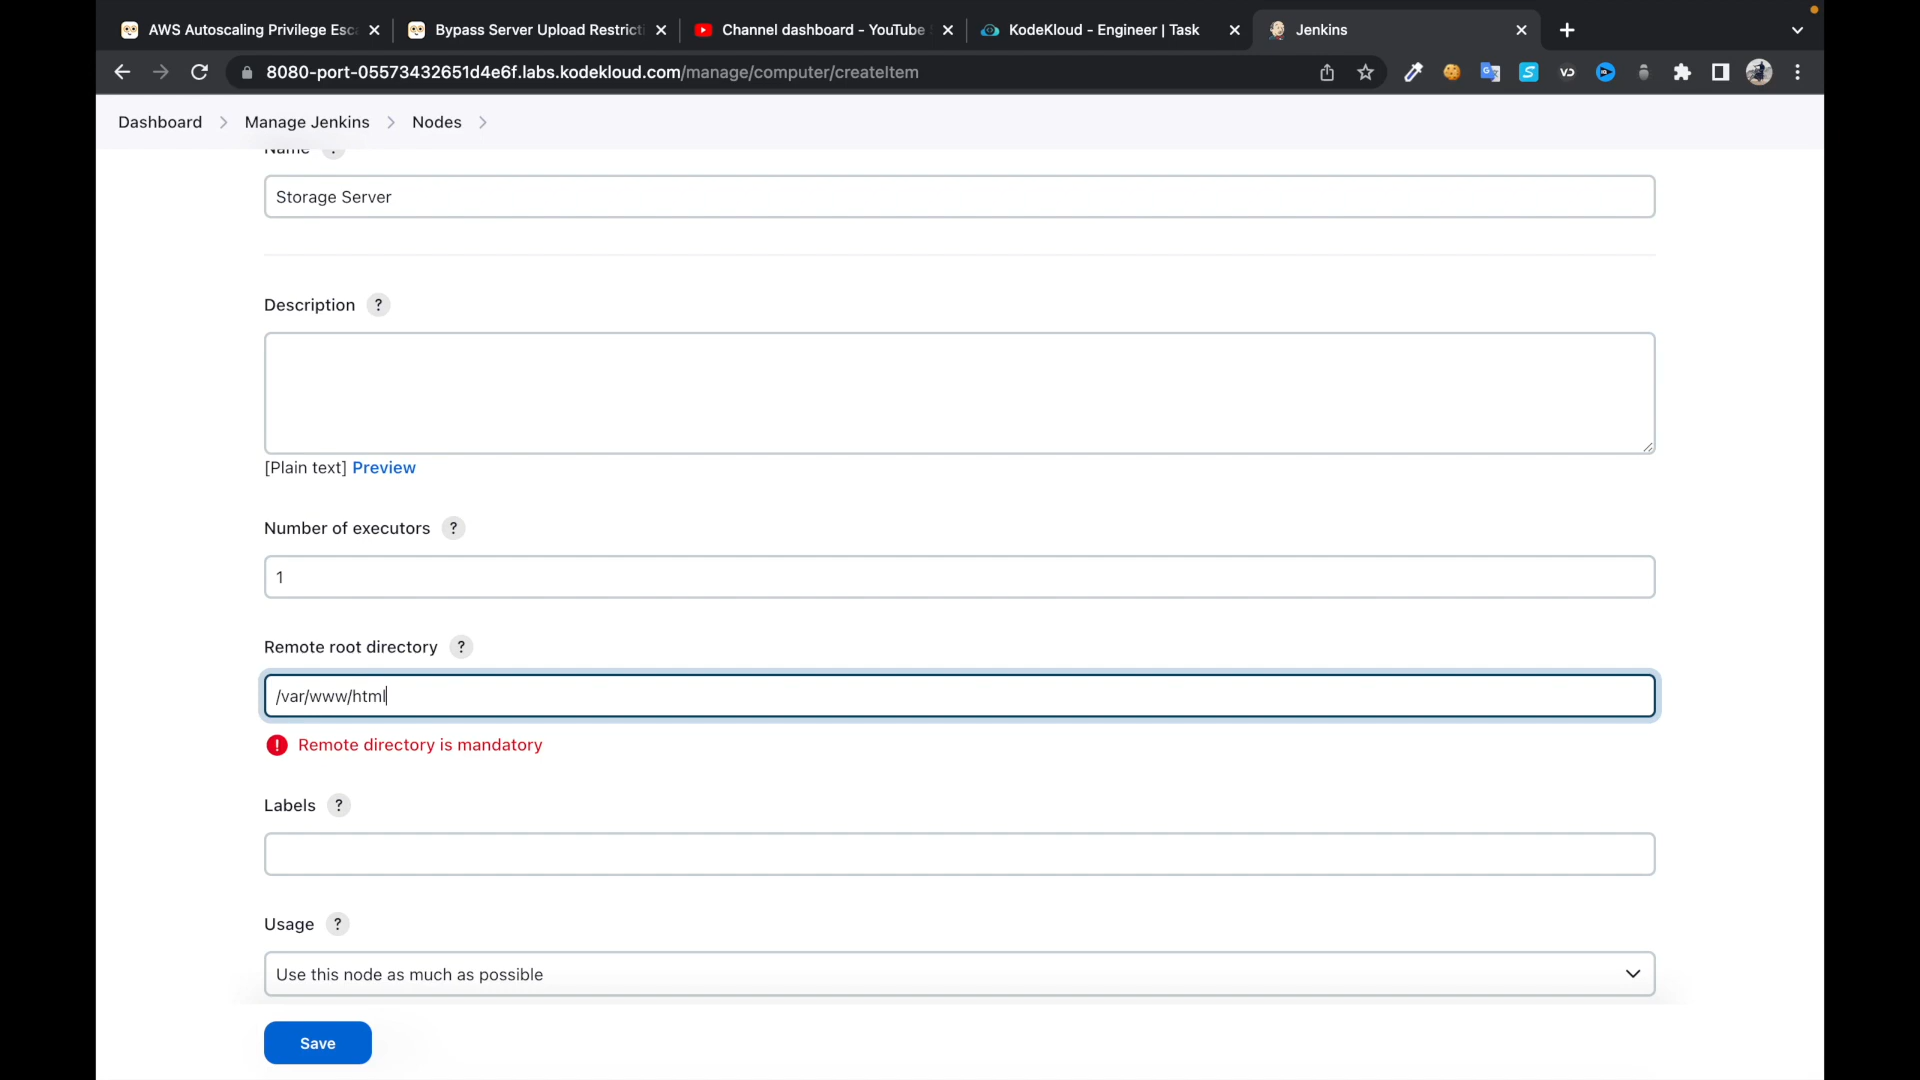 AWS Autoscaling Privilege Esc
Bypass Server Upload Restricti
Channel dashboard - YouTube
KodeKloud - Engineer | Task
Jenkins
8080-port-05573432651d4e6f.labs.kodekloud.com/manage/computer/createItem
Dashboard
Manage Jenkins
Nodes
Name ?
Storage Server
Description ?
[Plain text] Preview
Number of executors ?
1
Remote root directory ?
/var/www/html
Remote directory is mandatory
Labels ?
Usage ?
Use this node as much as possible
Save